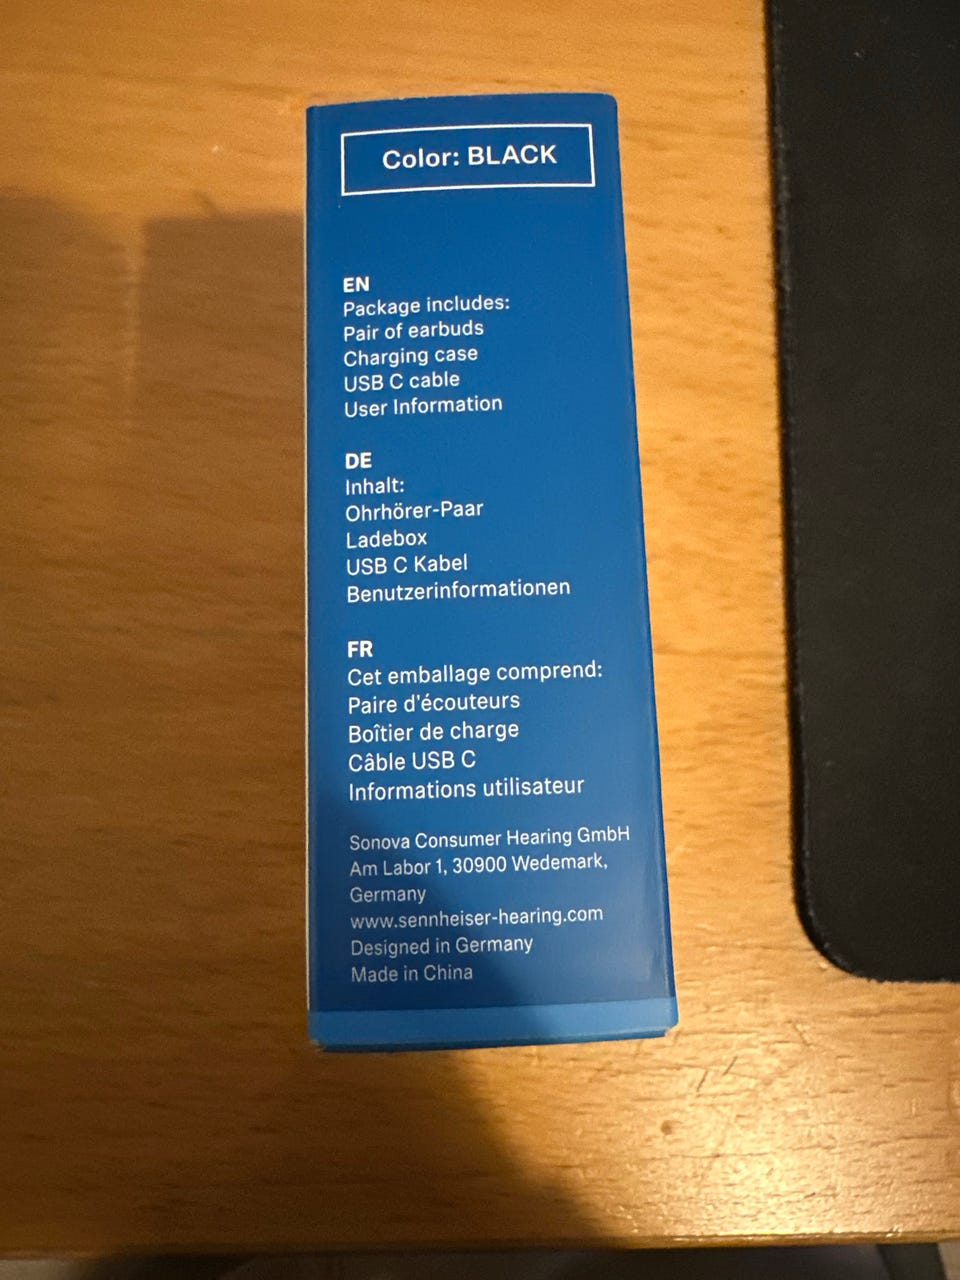 Color: BLACK
EN
Package includes:
Pair of earbuds
Charging case
USB C cable
User Information
DE
Inhalt:
Ohrhörer-Paar
Ladebox
USB C Kabel
Benutzerinformationen
FR
Cet emballage comprend:
Paire d'écouteurs
Boîtier de charge
Câble USB C
Informations utilisateur
Sonova Consumer Hearing GmbH
Am Labor 1, 30900 Wedemark,
Germany
www.sennheiser-hearing.com
Designed in Germany
Made in China